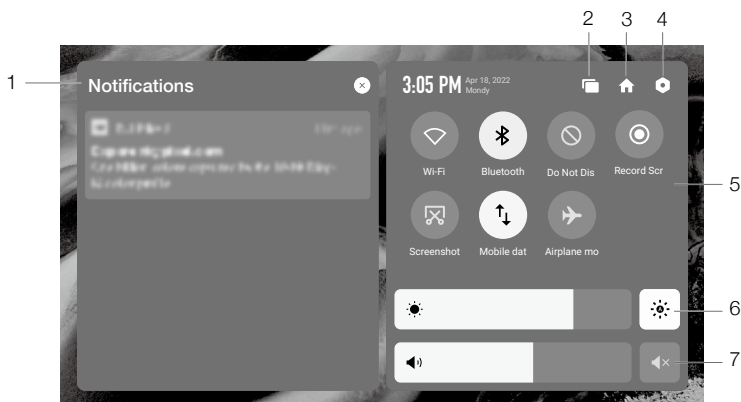 2 3 4
1
Notifications
3:05 PM Apr 18, 2022
Mondy
Wi-Fi Bluetooth Do Not Dis Record Scr
5
Screenshot Mobile dat Airplane mo
6
7